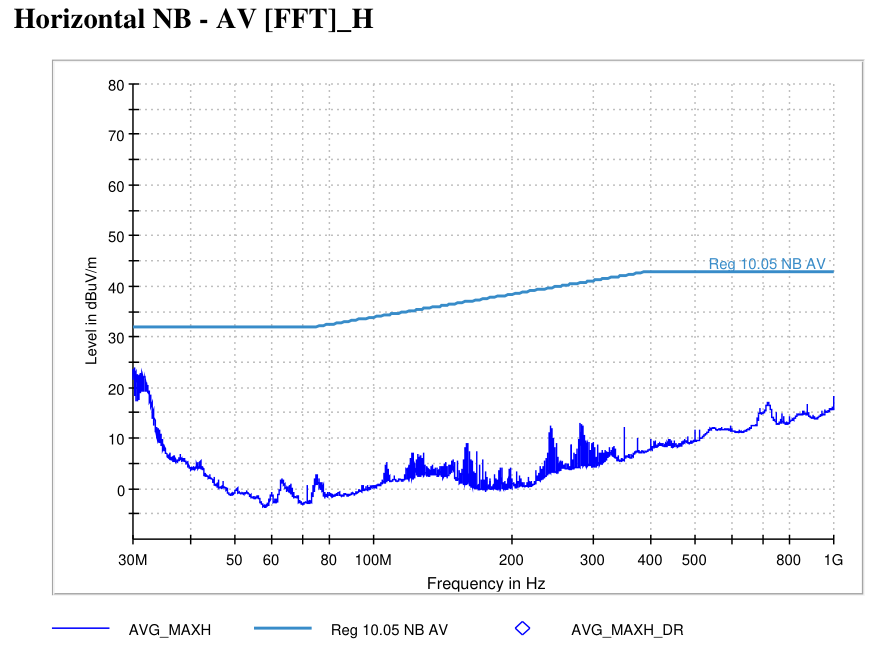 Horizontal NB - AV [FFT]_H
80
70
60
50
40
30
20
10
0
Level in dBuV/m
Reg 10.05 NB AV
30M 50 60 80 100M 200 300 400 500 800 1G
Frequency in Hz
AVG_MAXH Reg 10.05 NB AV AVG_MAXH_DR